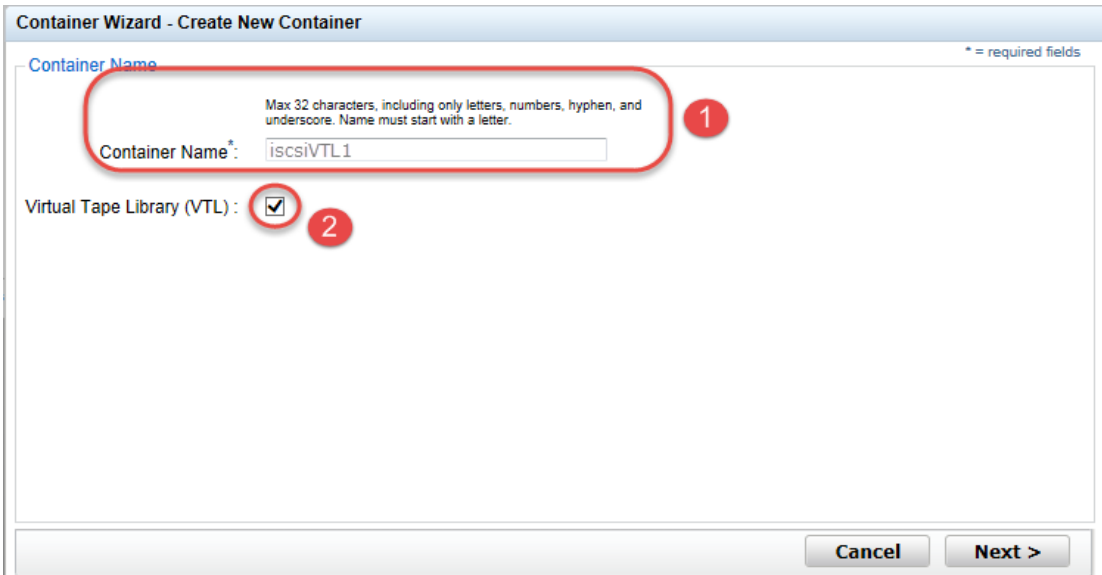 Container Wizard - Create New Container
* = required fields
Container Name
Max 32 characters, including only letters, numbers, hyphen, and
underscore. Name must start with a letter.
1
Container Name*: iscsiVTL1
Virtual Tape Library (VTL) :
2
Cancel Next >